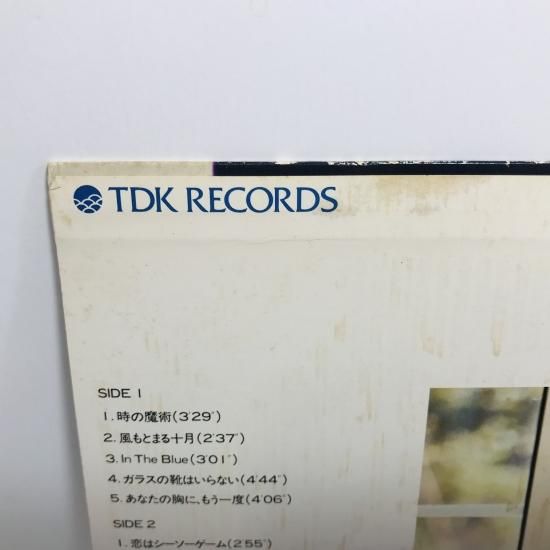 TDK RECORDS
SIDE 1
1. 時の魔術(3'29")
2. 風もとまる十月(2'37")
3. In The Blue(3'01")
4. ガラスの靴はいらない(4'44")
5. あなたの胸に、もう一度(4'06")
SIDE 2
1. 恋はシーソーゲーム(2'55")